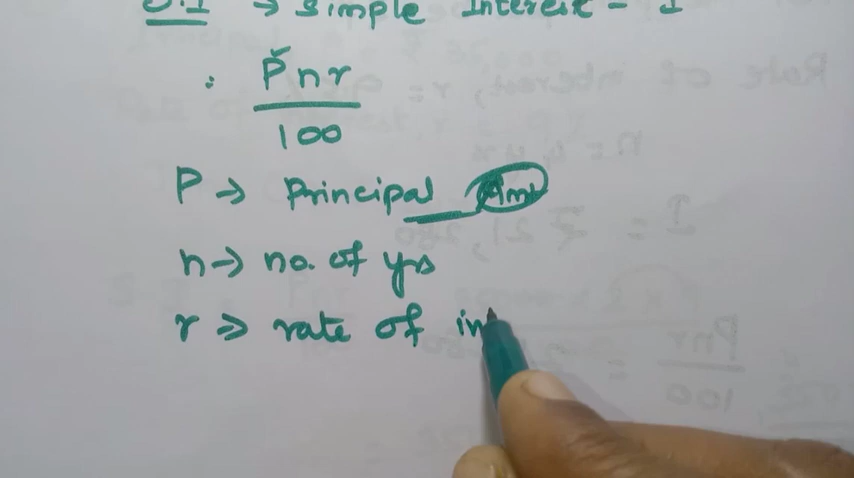 S.I → Simple Interest - I
: Pnr
100
P → Principal Amt
n → no. of yrs
r ⇒ rate of in